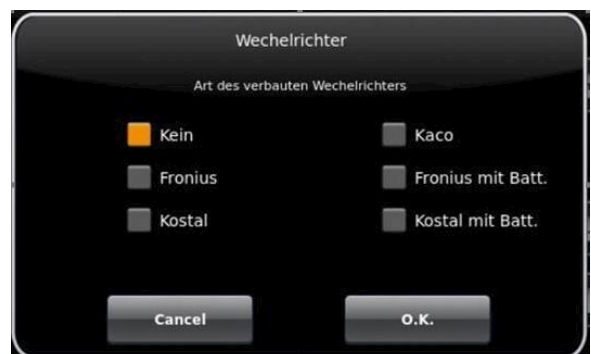 Wechelrichter
Art des verbauten Wechelrichters
Kein
Kaco
Fronius
Fronius mit Batt.
Kostal
Kostal mit Batt.
Cancel
O.K.